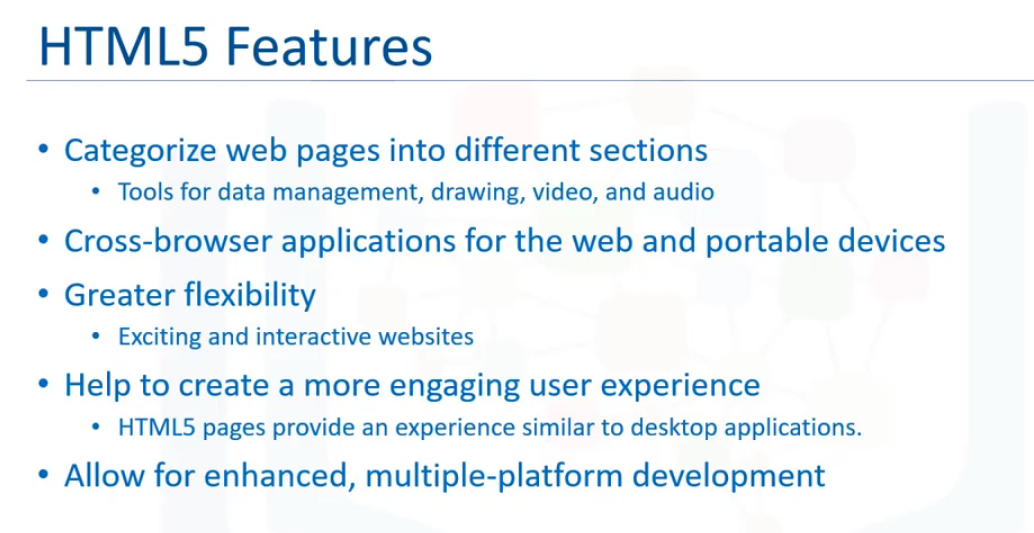 HTML5 Features
• Categorize web pages into different sections
• Tools for data management, drawing, video, and audio
• Cross-browser applications for the web and portable devices
• Greater flexibility
• Exciting and interactive websites
• Help to create a more engaging user experience
• HTML5 pages provide an experience similar to desktop applications.
• Allow for enhanced, multiple-platform development